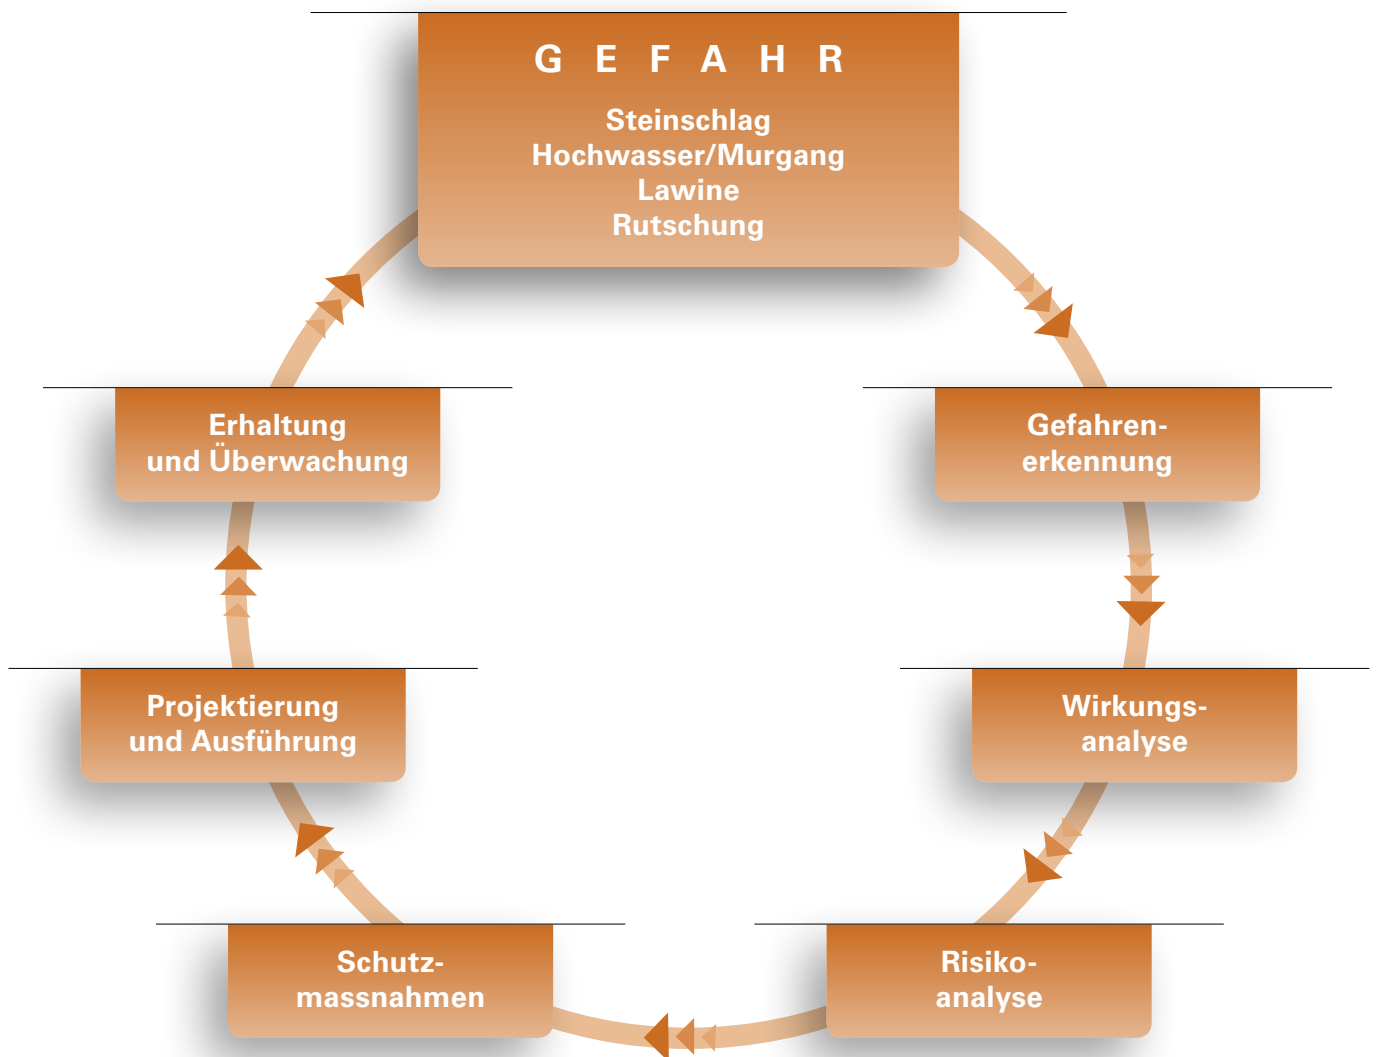 GEFAHR
Steinschlag
Hochwasser/Murgang
Lawine
Rutschung
Gefahren-
erkennung
Wirkungs-
analyse
Risiko-
analyse
Schutz-
massnahmen
Projektierung
und Ausführung
Erhaltung
und Überwachung